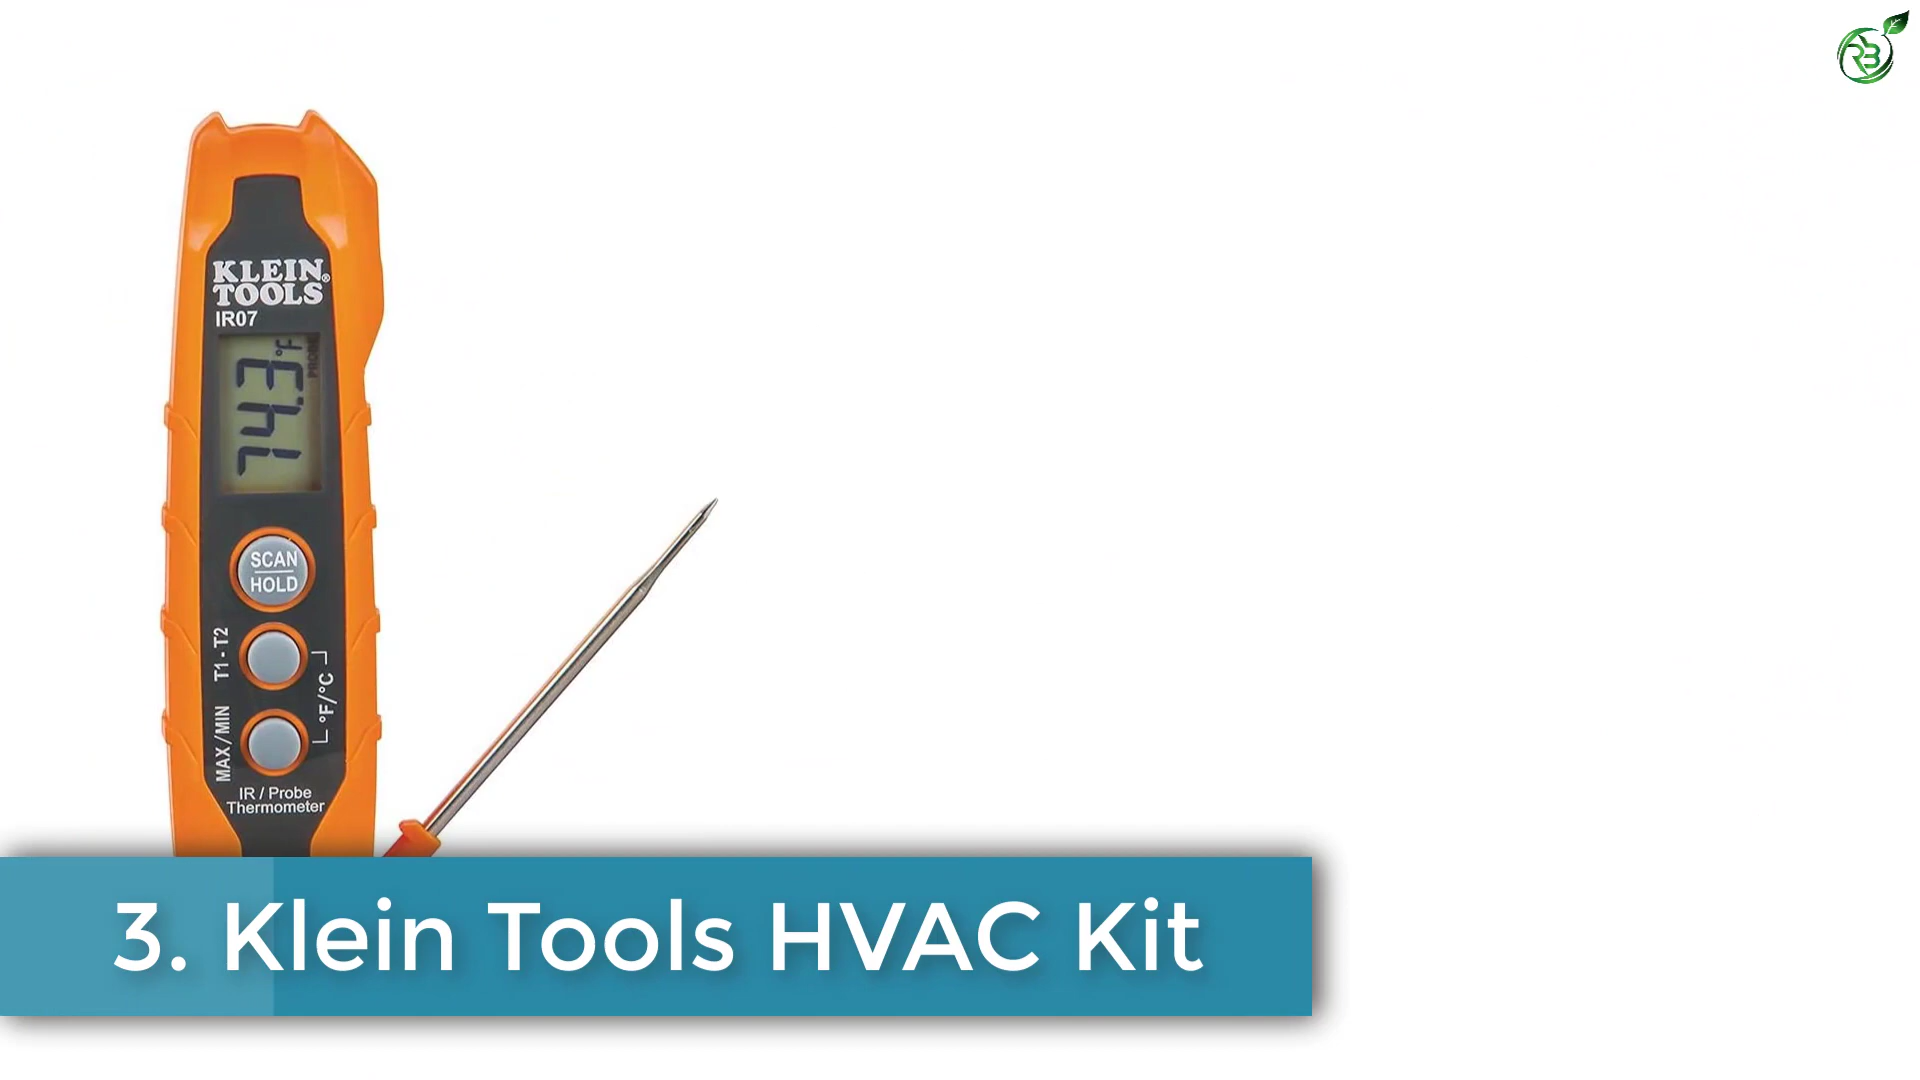 RB
KLEIN
TOOLS®
IR07
74.3 °F
PROBE
SCAN
HOLD
T1 - T2
°F/°C
MAX/MIN
IR / Probe
Thermometer
3. Klein Tools HVAC Kit